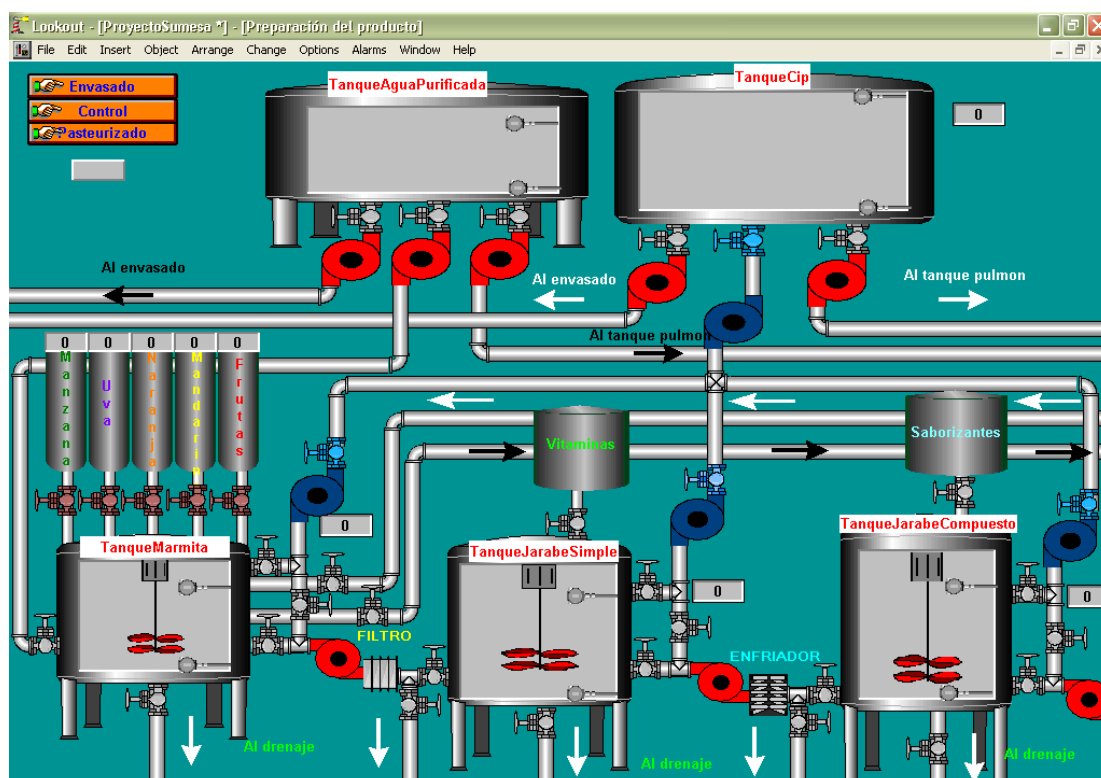 Lookout - [ProyectoSumesa *] - [Preparación del producto]
File Edit Insert Object Arrange Change Options Alarms Window Help
Envasado
Control
Pasteurizado
TanqueAguaPurificada
TanqueCip
0
Al envasado
Al envasado
Al tanque pulmon
Al tanque pulmon
0 0 0 0 0
Manzana
Uva
Naranja
Mandarin
Frutas
Vitaminas
Saborizantes
0
TanqueMarmita
TanqueJarabeSimple
TanqueJarabeCompuesto
0
0
FILTRO
ENFRIADOR
Al drenaje
Al drenaje
Al drenaje